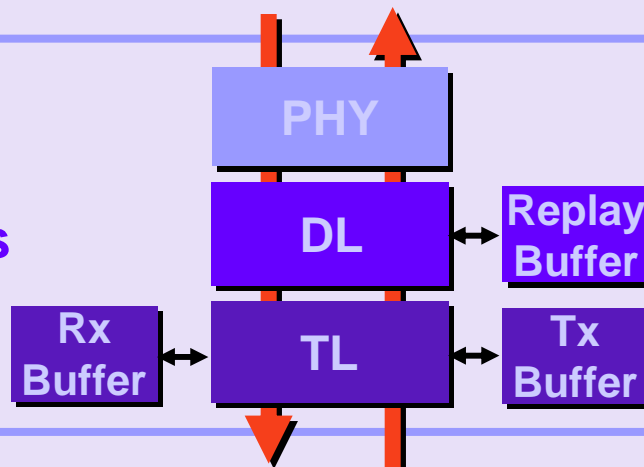 PHY
s
DL
Replay
Buffer
Rx
Buffer
TL
Tx
Buffer